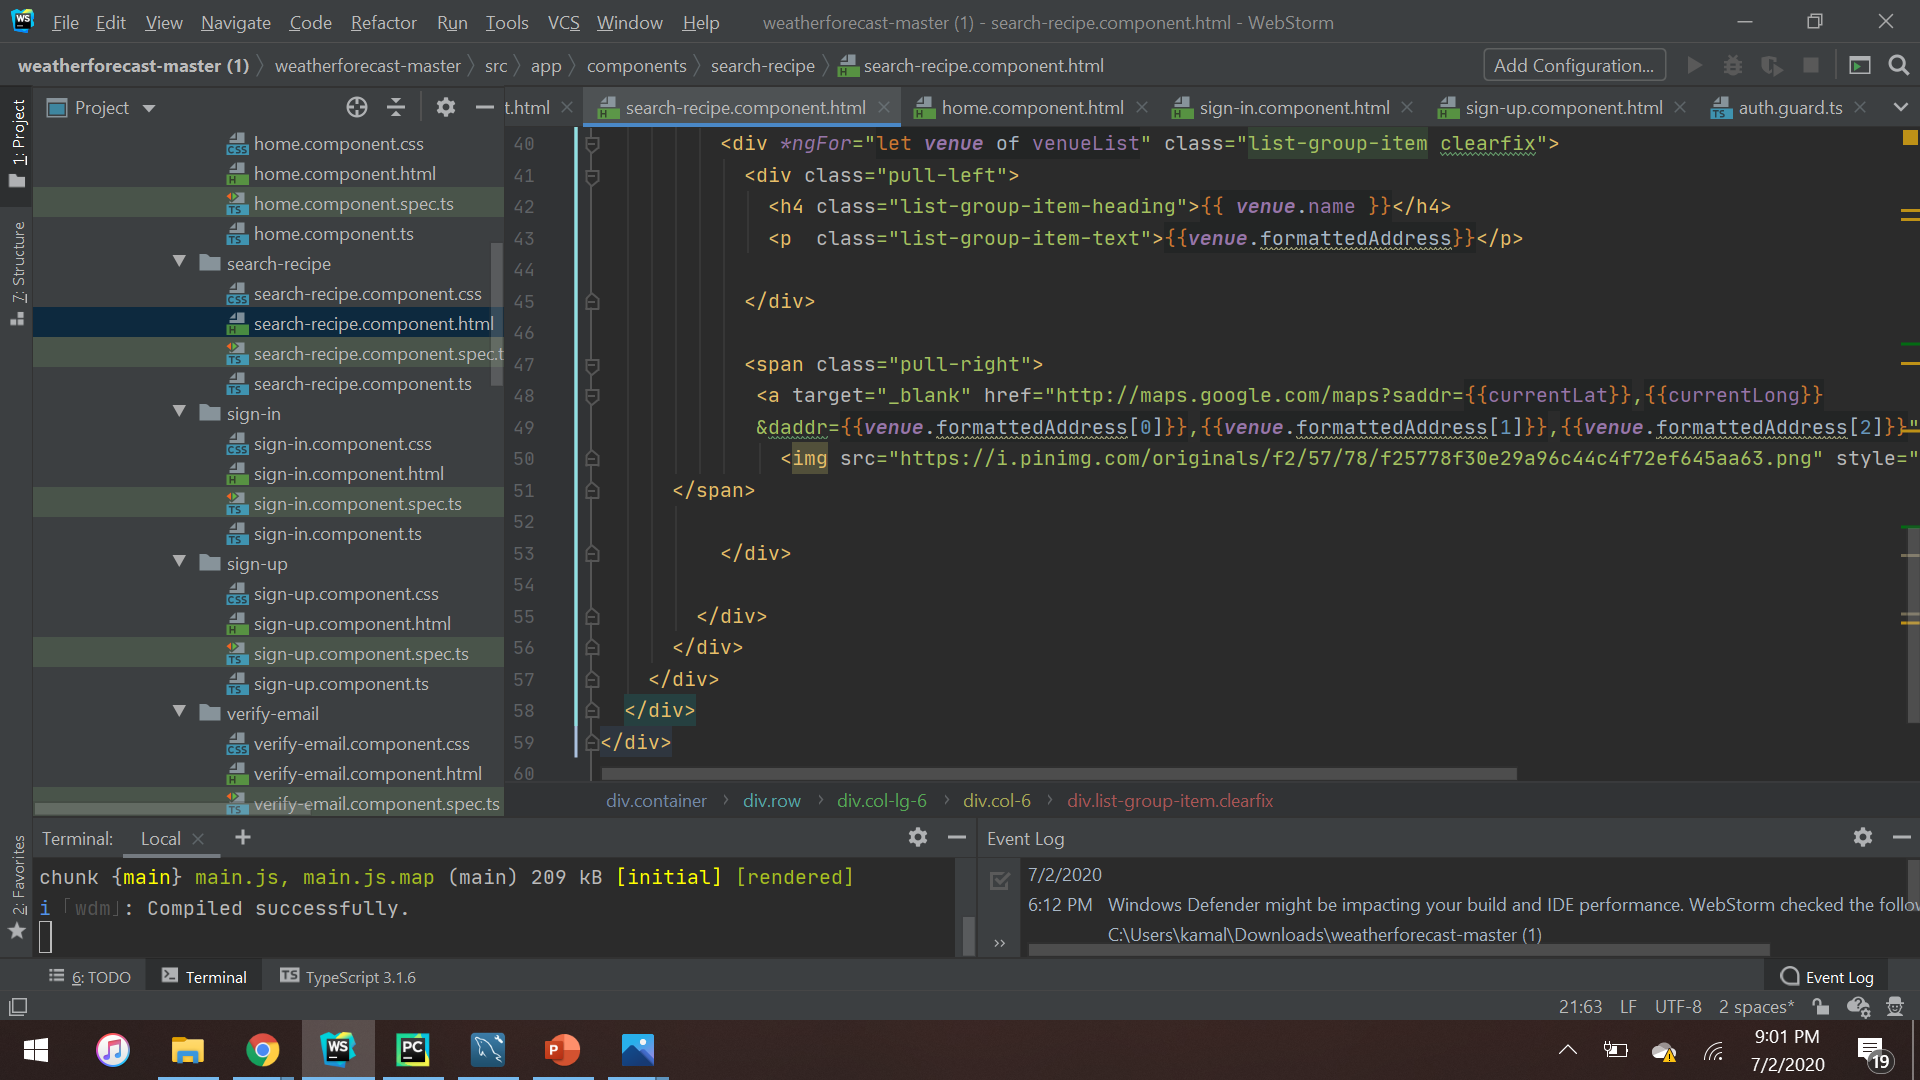 File Edit View Navigate Code Refactor Run Tools VCS Window Help weatherforecast-master (1) - search-recipe.component.html - WebStorm
weatherforecast-master (1) weatherforecast-master src app components search-recipe search-recipe.component.html Add Configuration...
1: Project
7: Structure
2: Favorites
Project
home.component.css
home.component.html
home.component.spec.ts
home.component.ts
search-recipe
search-recipe.component.css
search-recipe.component.html
search-recipe.component.spec.t
search-recipe.component.ts
sign-in
sign-in.component.css
sign-in.component.html
sign-in.component.spec.ts
sign-in.component.ts
sign-up
sign-up.component.css
sign-up.component.html
sign-up.component.spec.ts
sign-up.component.ts
verify-email
verify-email.component.css
verify-email.component.html
verify-email.component.spec.ts
t.html search-recipe.component.html home.component.html sign-in.component.html sign-up.component.html auth.guard.ts
40 <div *ngFor="let venue of venueList" class="list-group-item clearfix">
41 <div class="pull-left">
42 <h4 class="list-group-item-heading">{{ venue.name }}</h4>
43 <p  class="list-group-item-text">{{venue.formattedAddress}}</p>
44
45 </div>
46
47 <span class="pull-right">
48 <a target="_blank" href="http://maps.google.com/maps?saddr={{currentLat}},{{currentLong}}
49 &daddr={{venue.formattedAddress[0]}},{{venue.formattedAddress[1]}},{{venue.formattedAddress[2]}}"
50 <img src="https://i.pinimg.com/originals/f2/57/78/f25778f30e29a96c44c4f72ef645aa63.png" style="
51 </span>
52
53 </div>
54
55 </div>
56 </div>
57 </div>
58 </div>
59 </div>
60
div.container div.row div.col-lg-6 div.col-6 div.list-group-item.clearfix
Terminal: Local +
chunk {main} main.js, main.js.map (main) 209 kB [initial] [rendered]
i ｢wdm｣: Compiled successfully.
Event Log
7/2/2020
6:12 PM Windows Defender might be impacting your build and IDE performance. WebStorm checked the follov
C:\Users\kamal\Downloads\weatherforecast-master (1)
6: TODO Terminal TypeScript 3.1.6 Event Log
21:63 LF UTF-8 2 spaces*
9:01 PM
7/2/2020
19